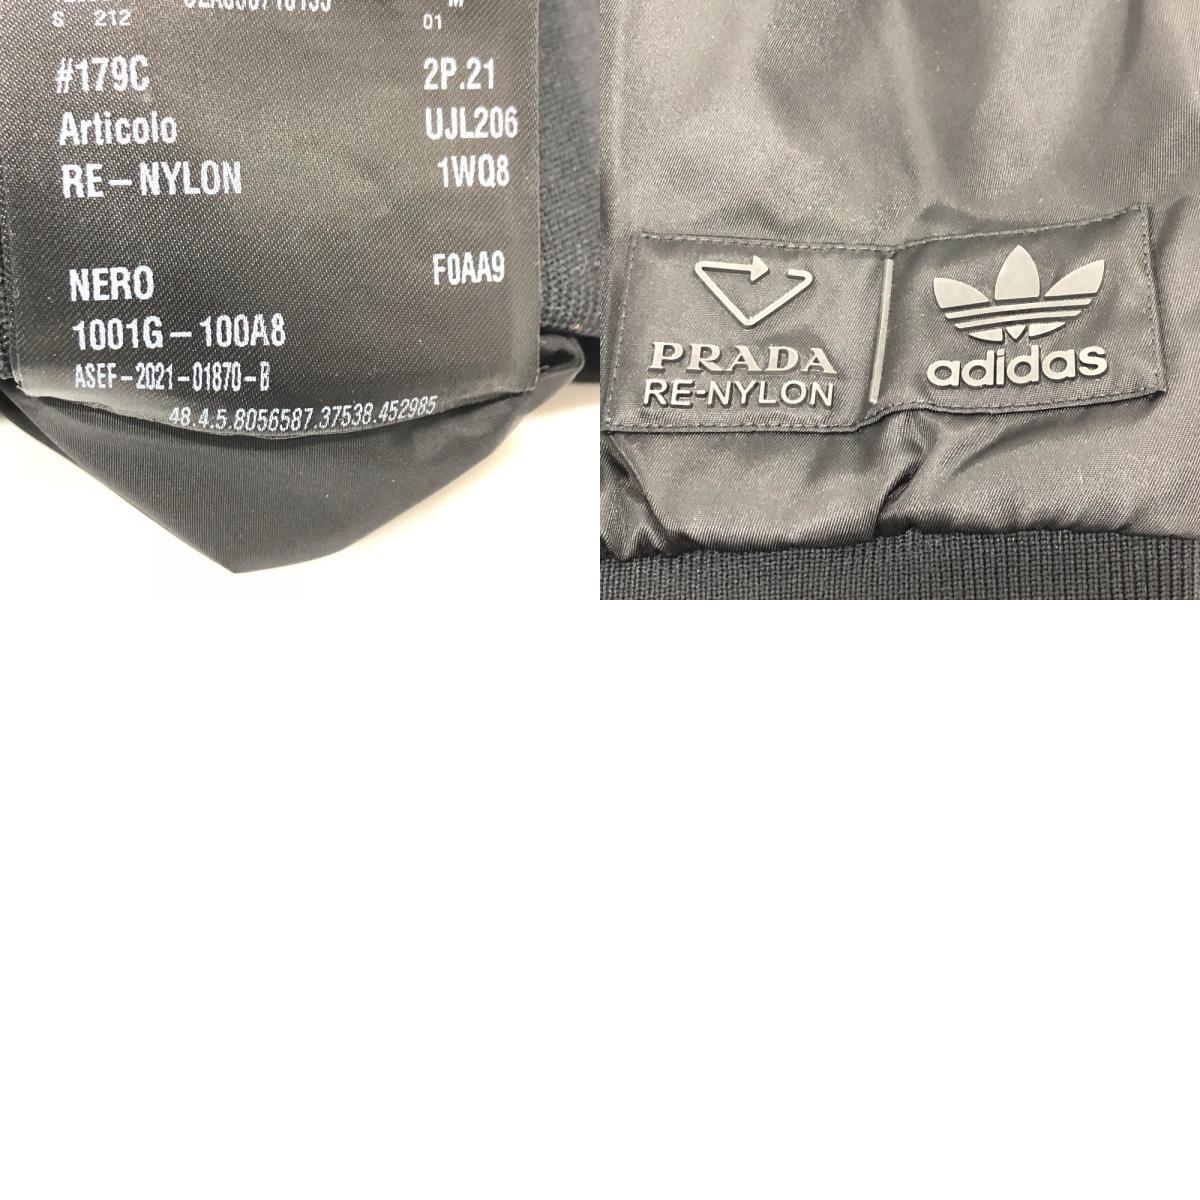 S 212 01
#179C 2P.21
Articolo UJL206
RE-NYLON 1WQ8
NERO F0AA9
1001G-100A8
ASEF-2021-01870-B
48.4.5.8056587.37538.452985
PRADA
RE-NYLON
adidas